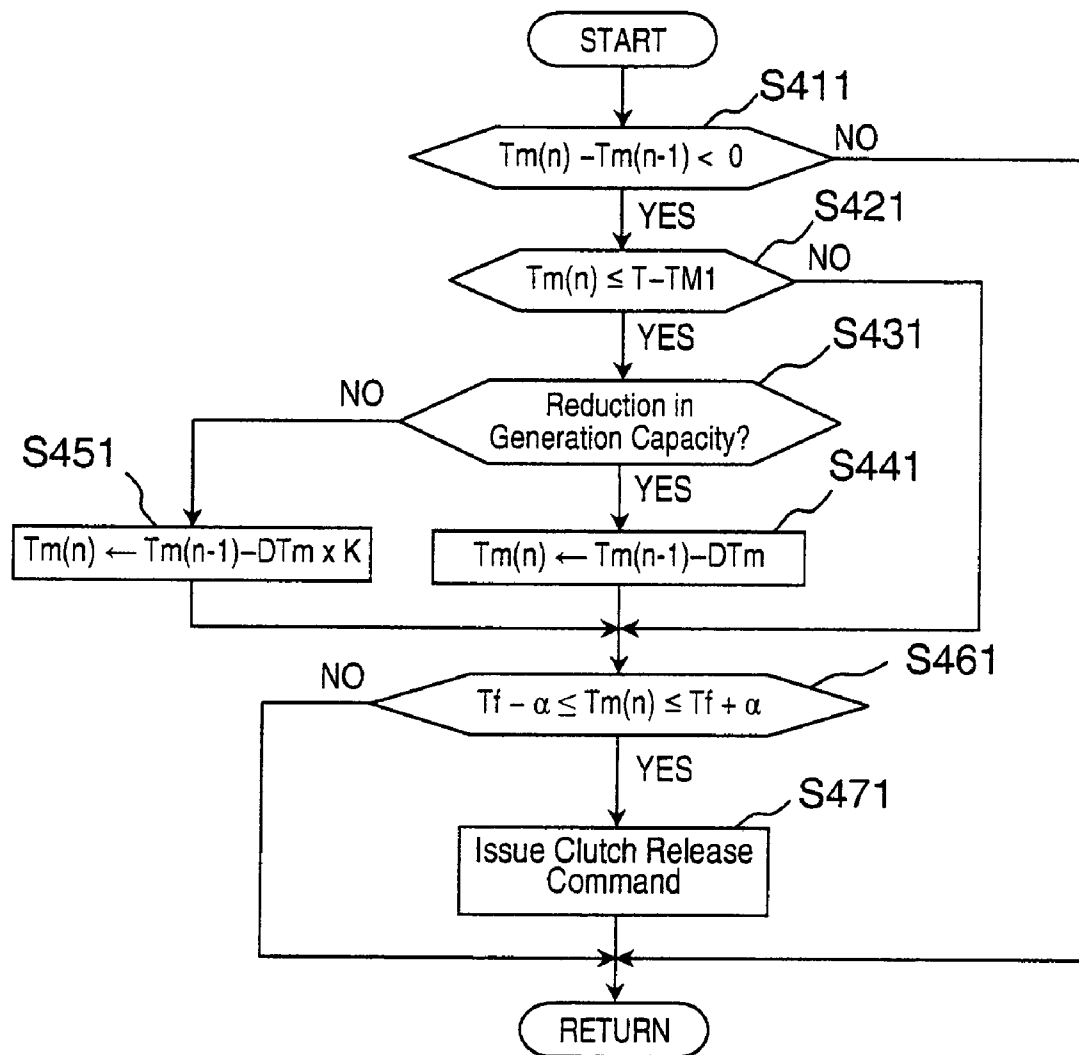 START
S411
Tm(n) –Tm(n-1) < 0
NO
YES
S421
Tm(n) ≤ T–TM1
NO
YES
S431
NO
Reduction in
Generation Capacity?
S451
YES
S441
Tm(n) ← Tm(n-1)–DTm x K
Tm(n) ← Tm(n-1)–DTm
S461
NO
Tf – α ≤ Tm(n) ≤ Tf + α
YES
S471
Issue Clutch Release
Command
RETURN